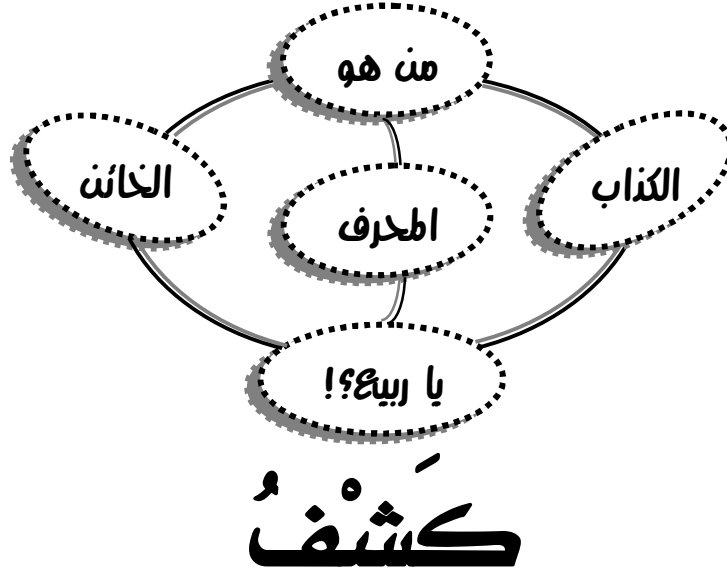 من هو
الكذاب
المحرف
الخائن
يا ربيع؟!
كَشْفُ